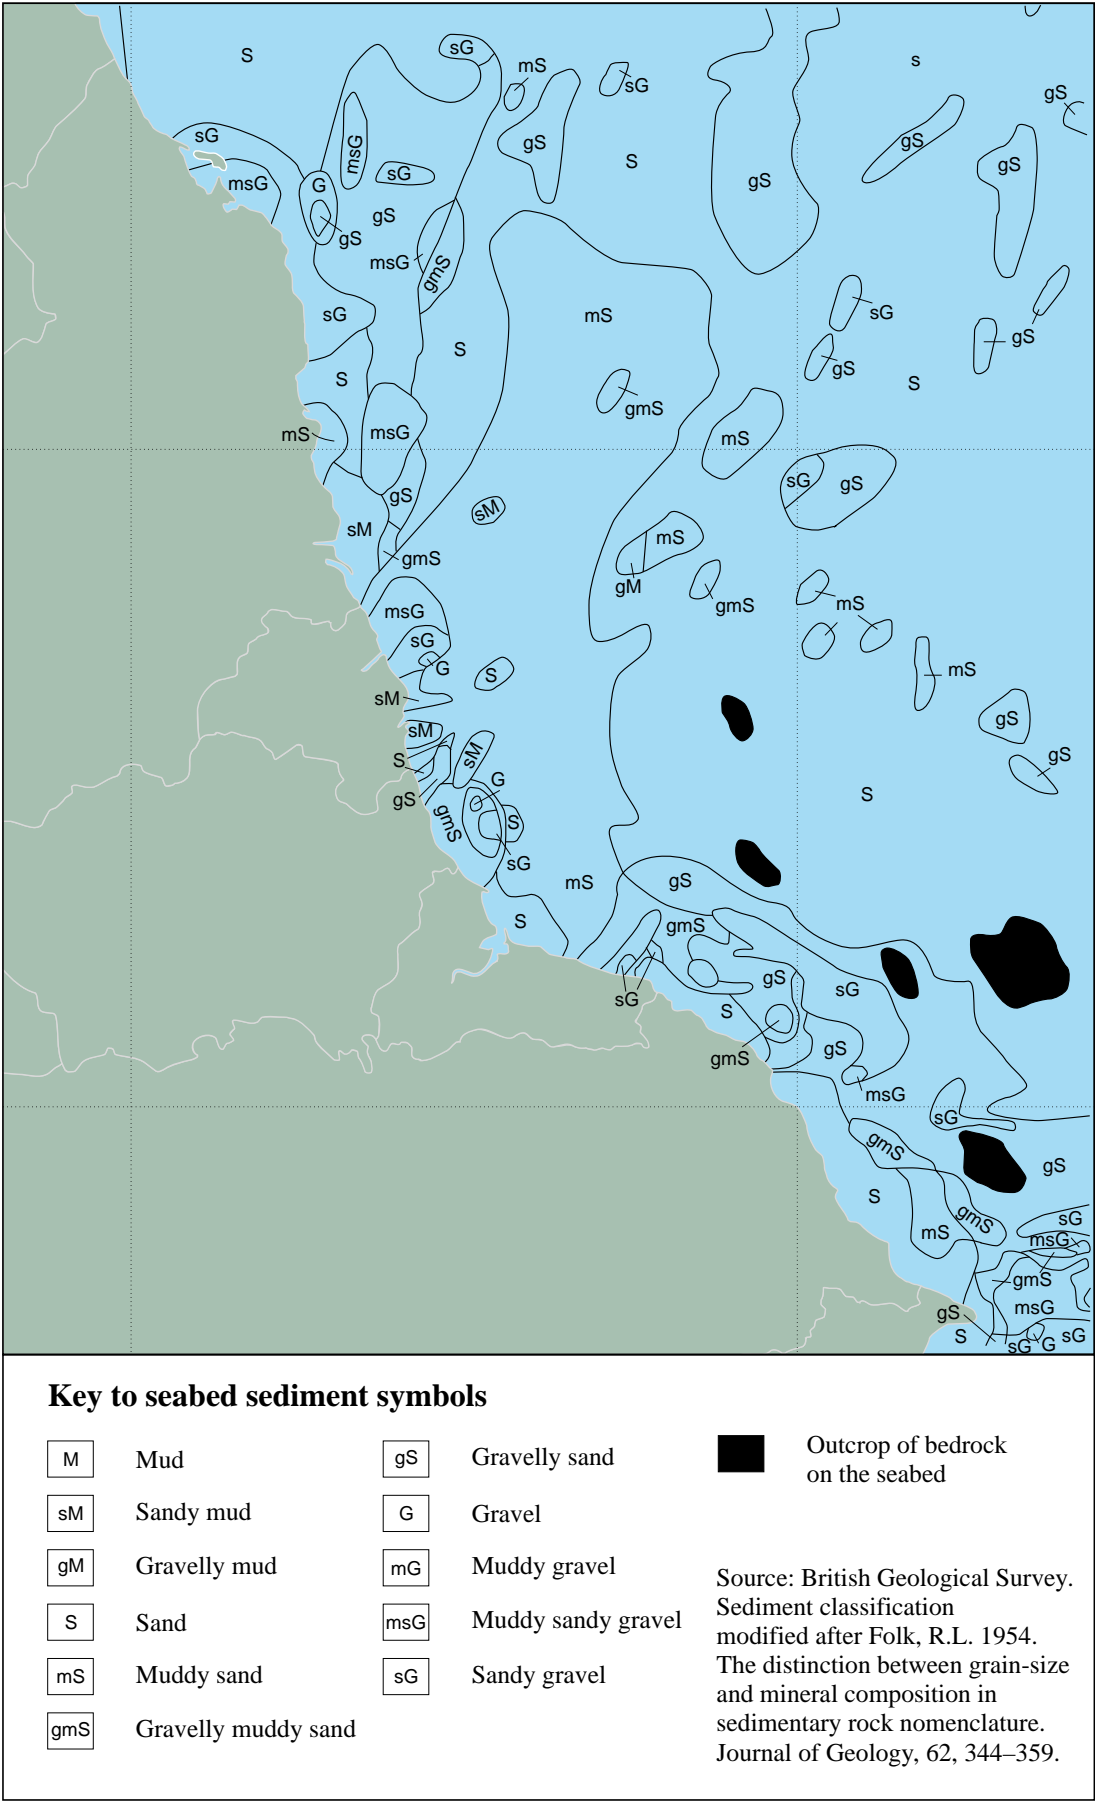 S
sG
mS
sG
s
gS
sG
msG
gS
S
gS
gS
gS
msG
G
sG
gS
gS
msG
gmS
sG
mS
sG
gS
S
gS
S
S
gmS
mS
msG
mS
sG
gS
gS
sM
sM
mS
gmS
gM
gmS
mS
msG
sG
G
S
mS
sM
gS
sM
sM
S
gS
G
gS
gmS
S
S
sG
mS
gS
S
gmS
gS
sG
sG
S
gmS
gS
msG
sG
gmS
gS
S
gmS
sG
mS
msG
gmS
msG
gS
S
sG
G
sG
Key to seabed sediment symbols
M Mud
sM Sandy mud
gM Gravelly mud
S Sand
mS Muddy sand
gmS Gravelly muddy sand
gS Gravelly sand
G Gravel
mG Muddy gravel
msG Muddy sandy gravel
sG Sandy gravel
Outcrop of bedrock
on the seabed
Source: British Geological Survey.
Sediment classification
modified after Folk, R.L. 1954.
The distinction between grain-size
and mineral composition in
sedimentary rock nomenclature.
Journal of Geology, 62, 344–359.